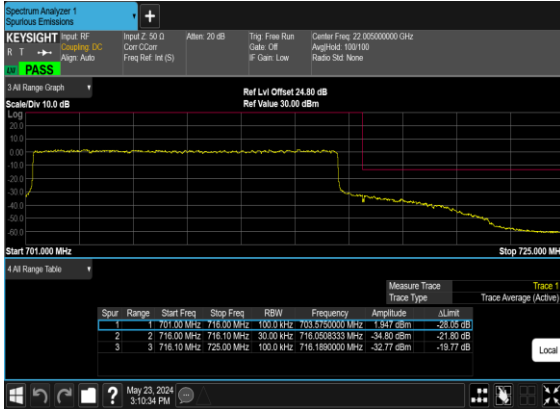 Spectrum Analyzer 1
Spurious Emissions
+
KEYSIGHT Input: RF Input Z: 50 Ω Atten: 20 dB Trig: Free Run Center Freq: 22.005000000 GHz
R T Coupling: DC Corr CCorr Gate: Off Avg|Hold: 100/100
Align: Auto Freq Ref: Int (S) IF Gain: Low Radio Std: None
PASS
3 All Range Graph
Ref Lvl Offset 24.80 dB
Scale/Div 10.0 dB Ref Value 30.00 dBm
Log
20.0
10.0
0.00
-10.0
-20.0
-30.0
-40.0
-50.0
-60.0
Start 701.000 MHz Stop 725.000 MH
4 All Range Table
Measure Trace Trace 1
Trace Type Trace Average (Active)
Spur Range Start Freq Stop Freq RBW Frequency Amplitude ΔLimit
1 1 701.00 MHz 716.00 MHz 100.0 kHz 703.5750000 MHz 1.947 dBm -28.05 dB
2 2 716.00 MHz 716.10 MHz 30.00 kHz 716.0508333 MHz -34.80 dBm -21.80 dB
3 3 716.10 MHz 725.00 MHz 100.0 kHz 716.1890000 MHz -32.77 dBm -19.77 dB
Local
? May 23, 2024
3:10:34 PM